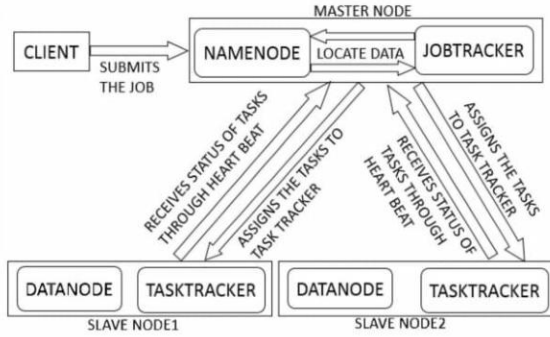 MASTER NODE
CLIENT
SUBMITS
THE JOB
NAMENODE
LOCATE DATA
JOBTRACKER
RECEIVES STATUS OF TASKS
THROUGH HEART BEAT
ASSIGNS THE TASKS TO
TASK TRACKER
RECEIVES STATUS OF
TASKS THROUGH
HEART BEAT
ASSIGNS THE TASKS
TO TASK TRACKER
DATANODE
TASKTRACKER
SLAVE NODE1
DATANODE
TASKTRACKER
SLAVE NODE2